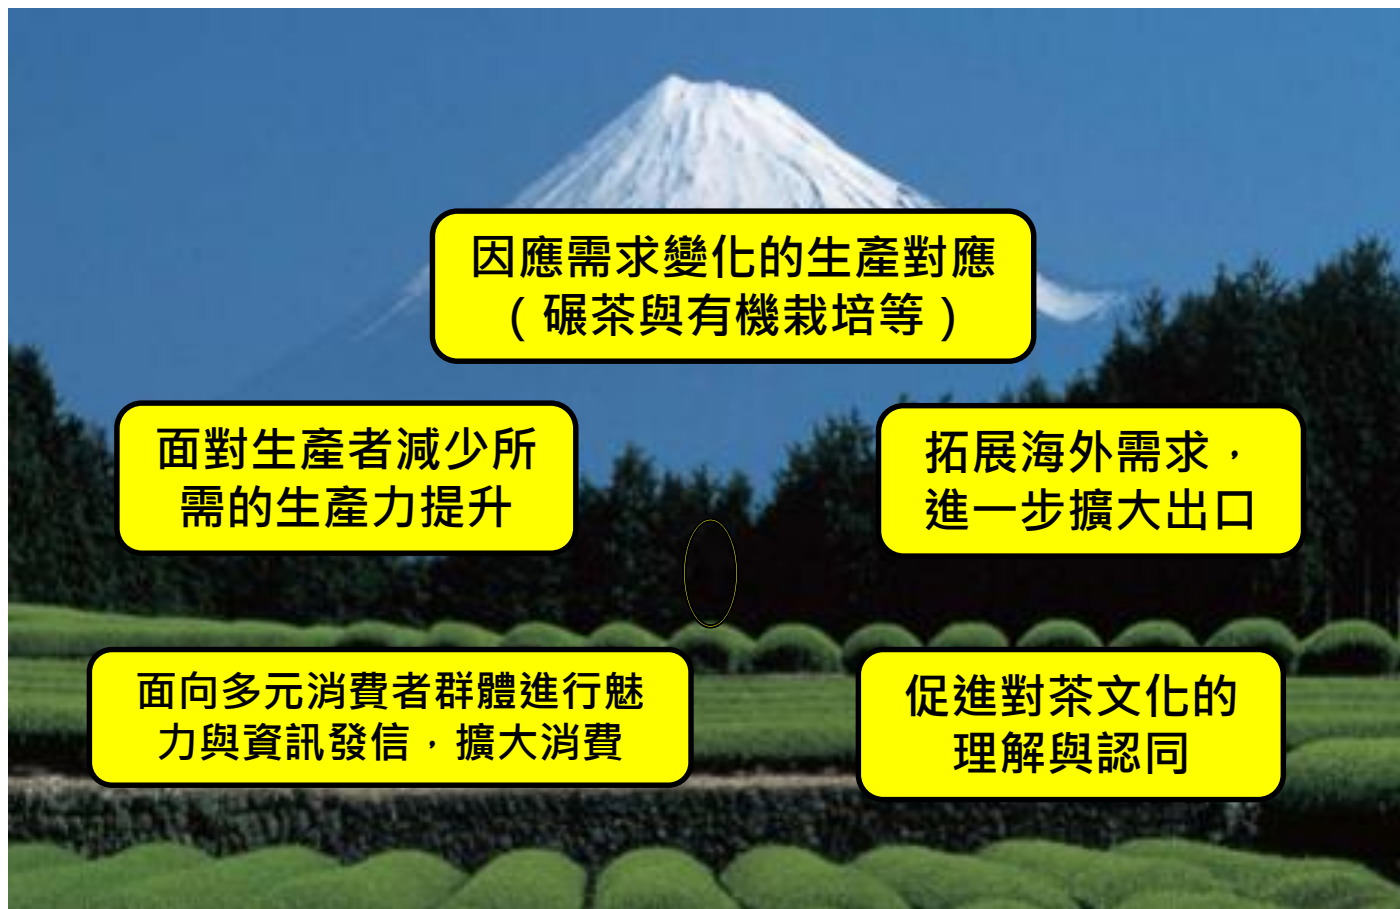 因應需求變化的生產對應
（碾茶與有機栽培等）
面對生產者減少所
需的生產力提升
拓展海外需求，
進一步擴大出口
面向多元消費者群體進行魅
力與資訊發信，擴大消費
促進對茶文化的
理解與認同